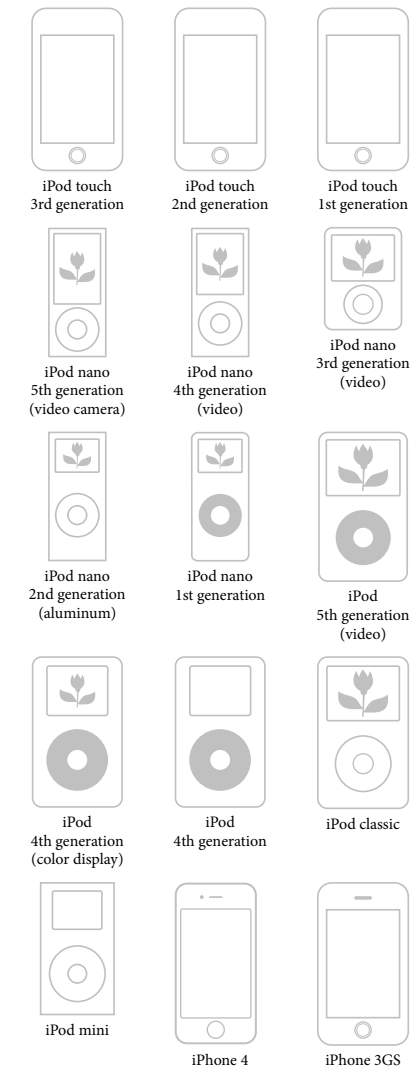 iPod touch
3rd generation
iPod touch
2nd generation
iPod touch
1st generation
iPod nano
5th generation
(video camera)
iPod nano
4th generation
(video)
iPod nano
3rd generation
(video)
iPod nano
2nd generation
(aluminum)
iPod nano
1st generation
iPod
5th generation
(video)
iPod
4th generation
(color display)
iPod
4th generation
iPod classic
iPod mini
iPhone 4
iPhone 3GS